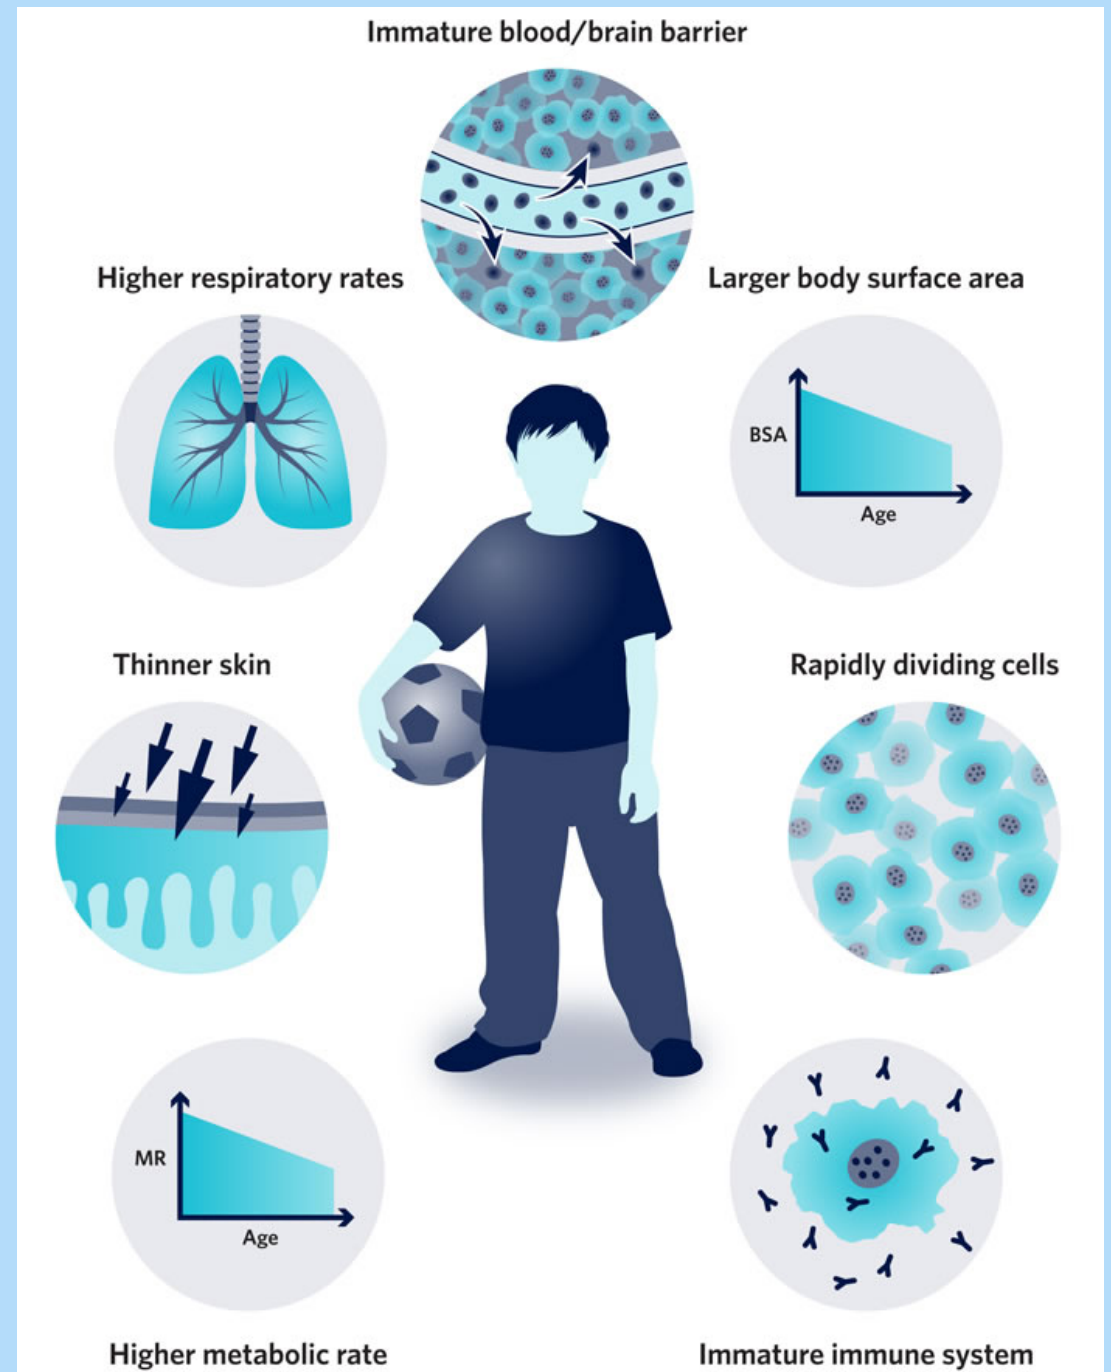 Immature blood/brain barrier
Higher respiratory rates
Larger body surface area
BSA
Age
Thinner skin
Rapidly dividing cells
MR
Age
Higher metabolic rate
Immature immune system